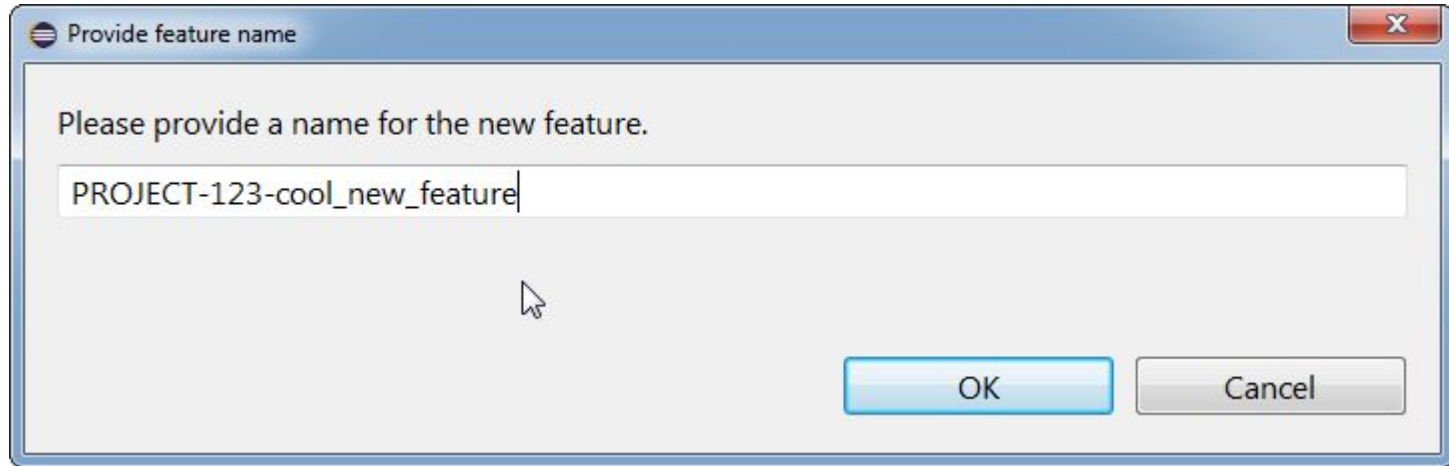 Provide feature name
Please provide a name for the new feature.
PROJECT-123-cool_new_feature
OK Cancel